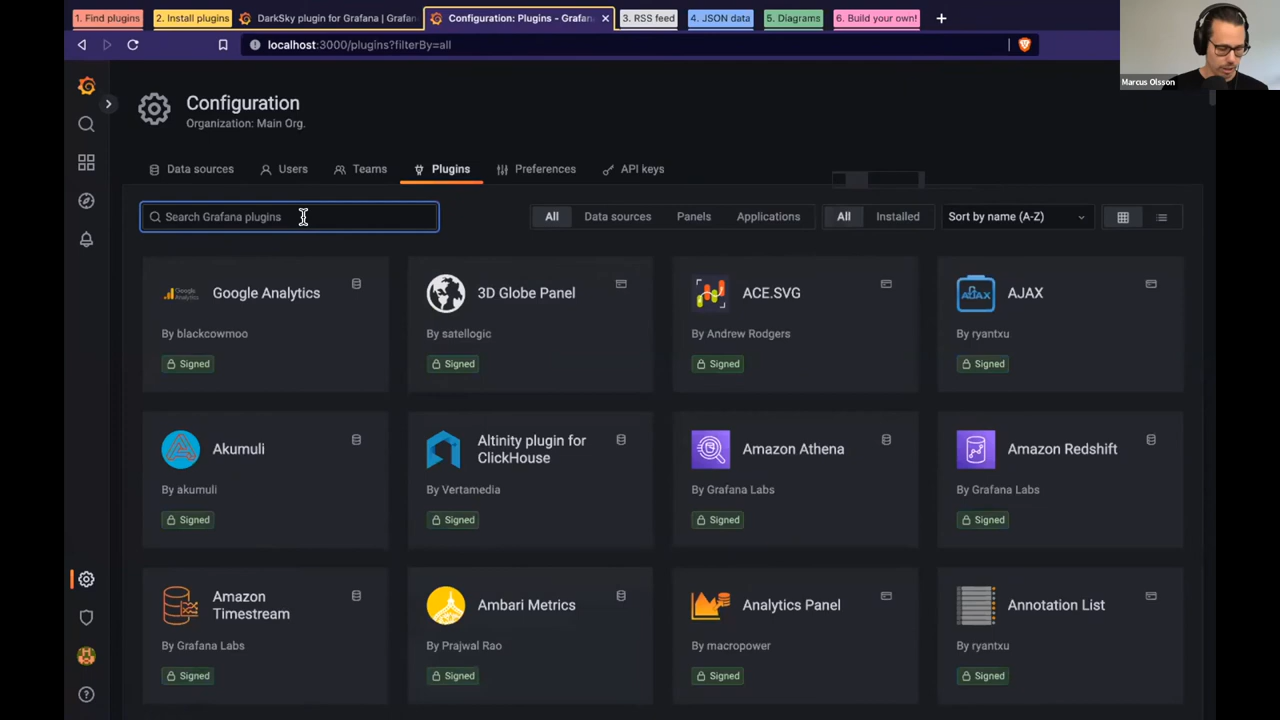 1. Find plugins
2. Install plugins
DarkSky plugin for Grafana | Grafan
Configuration: Plugins - Grafan
3. RSS feed
4. JSON data
5. Diagrams
6. Build your own!
localhost:3000/plugins?filterBy=all
Marcus Olsson
Configuration
Organization: Main Org.
Data sources
Users
Teams
Plugins
Preferences
API keys
Search Grafana plugins
All
Data sources
Panels
Applications
All
Installed
Sort by name (A-Z)
Google Analytics
By blackcowmoo
Signed
3D Globe Panel
By satellogic
Signed
ACE.SVG
By Andrew Rodgers
Signed
AJAX
AJAX
By ryantxu
Signed
Akumuli
By akumuli
Signed
Altinity plugin for
ClickHouse
By Vertamedia
Signed
Amazon Athena
By Grafana Labs
Signed
Amazon Redshift
By Grafana Labs
Signed
Amazon
Timestream
By Grafana Labs
Signed
Ambari Metrics
By Prajwal Rao
Signed
Analytics Panel
By macropower
Signed
Annotation List
By ryantxu
Signed